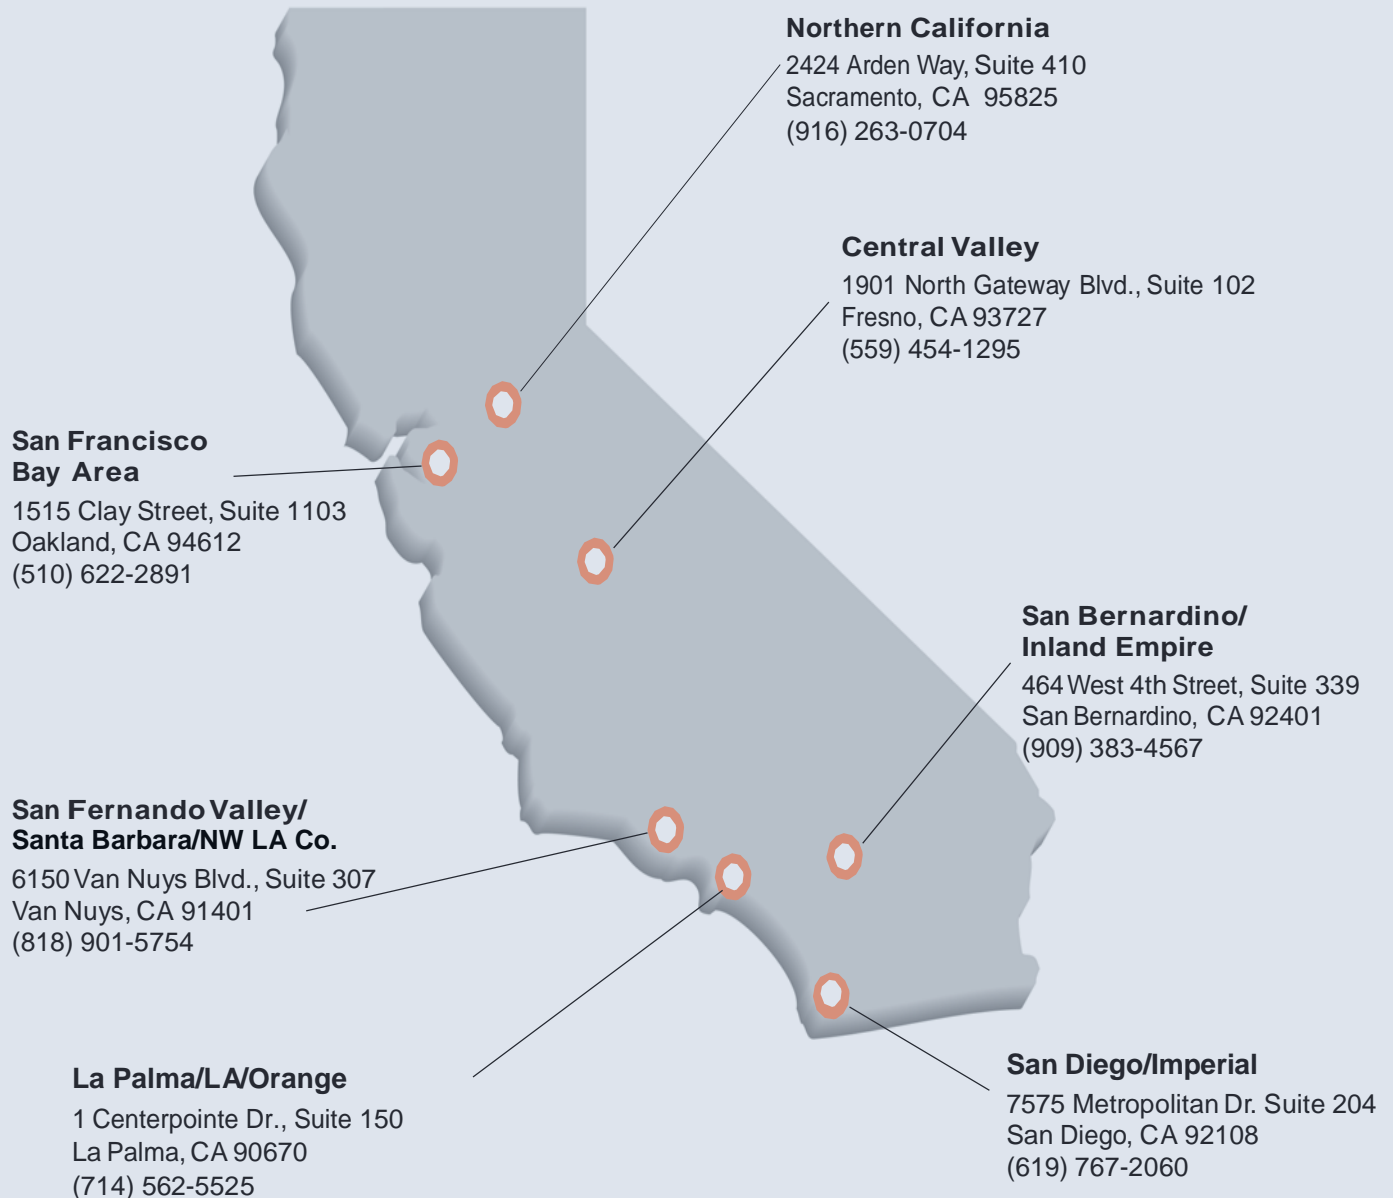 Northern California
2424 Arden Way, Suite 410
Sacramento, CA 95825
(916) 263-0704
Central Valley
1901 North Gateway Blvd., Suite 102
Fresno, CA 93727
(559) 454-1295
San Francisco
Bay Area
1515 Clay Street, Suite 1103
Oakland, CA 94612
(510) 622-2891
San Bernardino/
Inland Empire
464 West 4th Street, Suite 339
San Bernardino, CA 92401
(909) 383-4567
San Fernando Valley/
Santa Barbara/NW LA Co.
6150 Van Nuys Blvd., Suite 307
Van Nuys, CA 91401
(818) 901-5754
La Palma/LA/Orange
1 Centerpointe Dr., Suite 150
La Palma, CA 90670
(714) 562-5525
San Diego/Imperial
7575 Metropolitan Dr. Suite 204
San Diego, CA 92108
(619) 767-2060